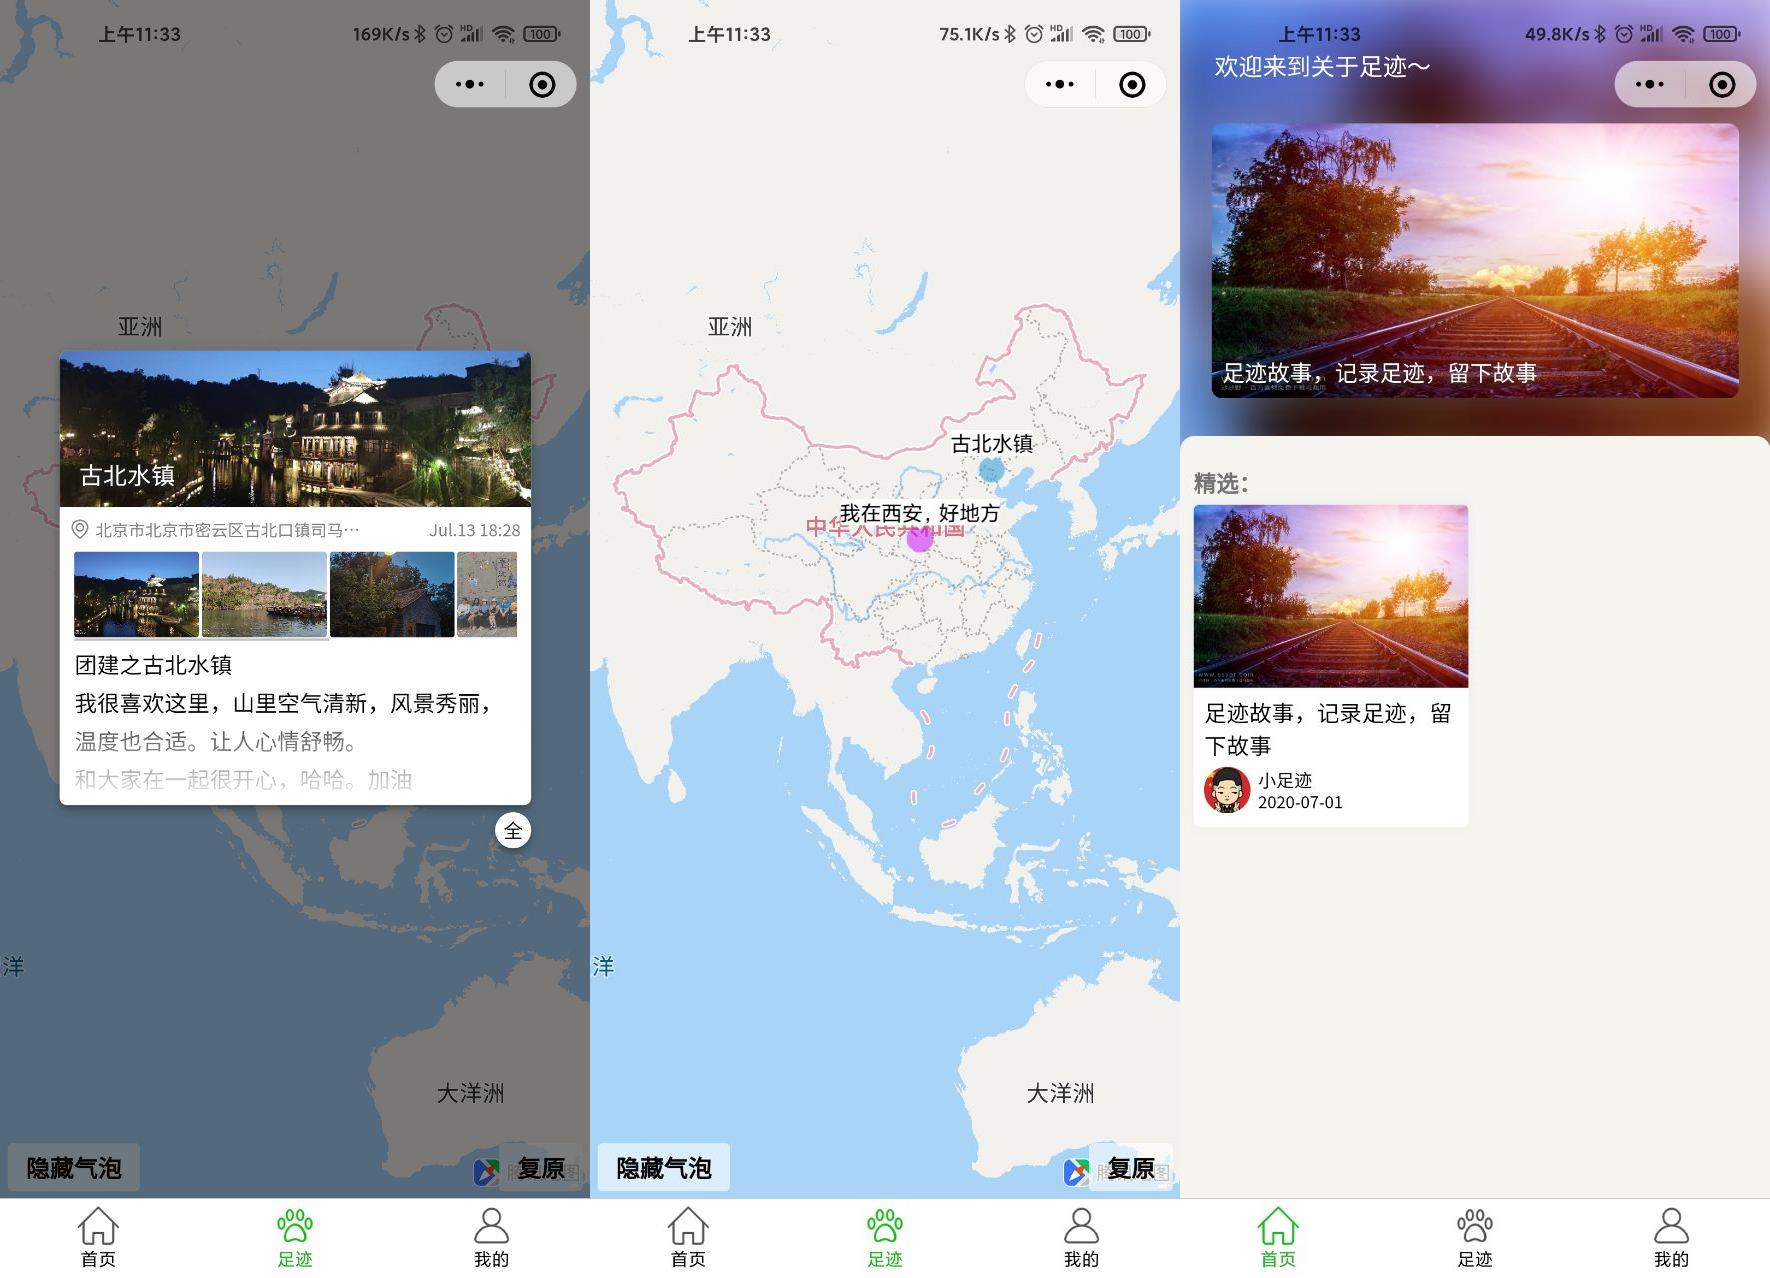 上午11:33
169K/s
HD
100
亚洲
古北水镇
北京市北京市密云区古北口镇司马…
Jul.13 18:28
团建之古北水镇
我很喜欢这里，山里空气清新，风景秀丽，
温度也合适。让人心情舒畅。
和大家在一起很开心，哈哈。加油
全
洋
大洋洲
隐藏气泡
复原
首页
足迹
我的
上午11:33
75.1K/s
HD
100
亚洲
古北水镇
我在西安，好地方
中华人民共和国
洋
大洋洲
隐藏气泡
复原
首页
足迹
我的
上午11:33
49.8K/s
HD
100
欢迎来到关于足迹～
足迹故事，记录足迹，留下故事
精选：
足迹故事，记录足迹，留
下故事
小足迹
2020-07-01
首页
足迹
我的